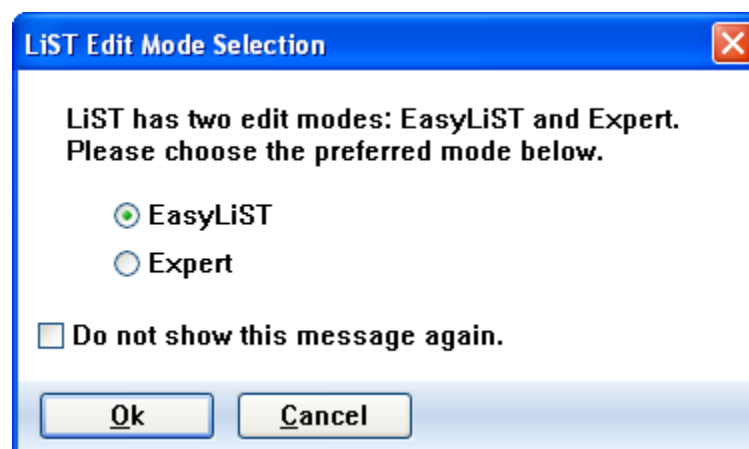 LiST Edit Mode Selection
LiST has two edit modes: EasyLiST and Expert.
Please choose the preferred mode below.
EasyLiST
Expert
Do not show this message again.
Ok Cancel